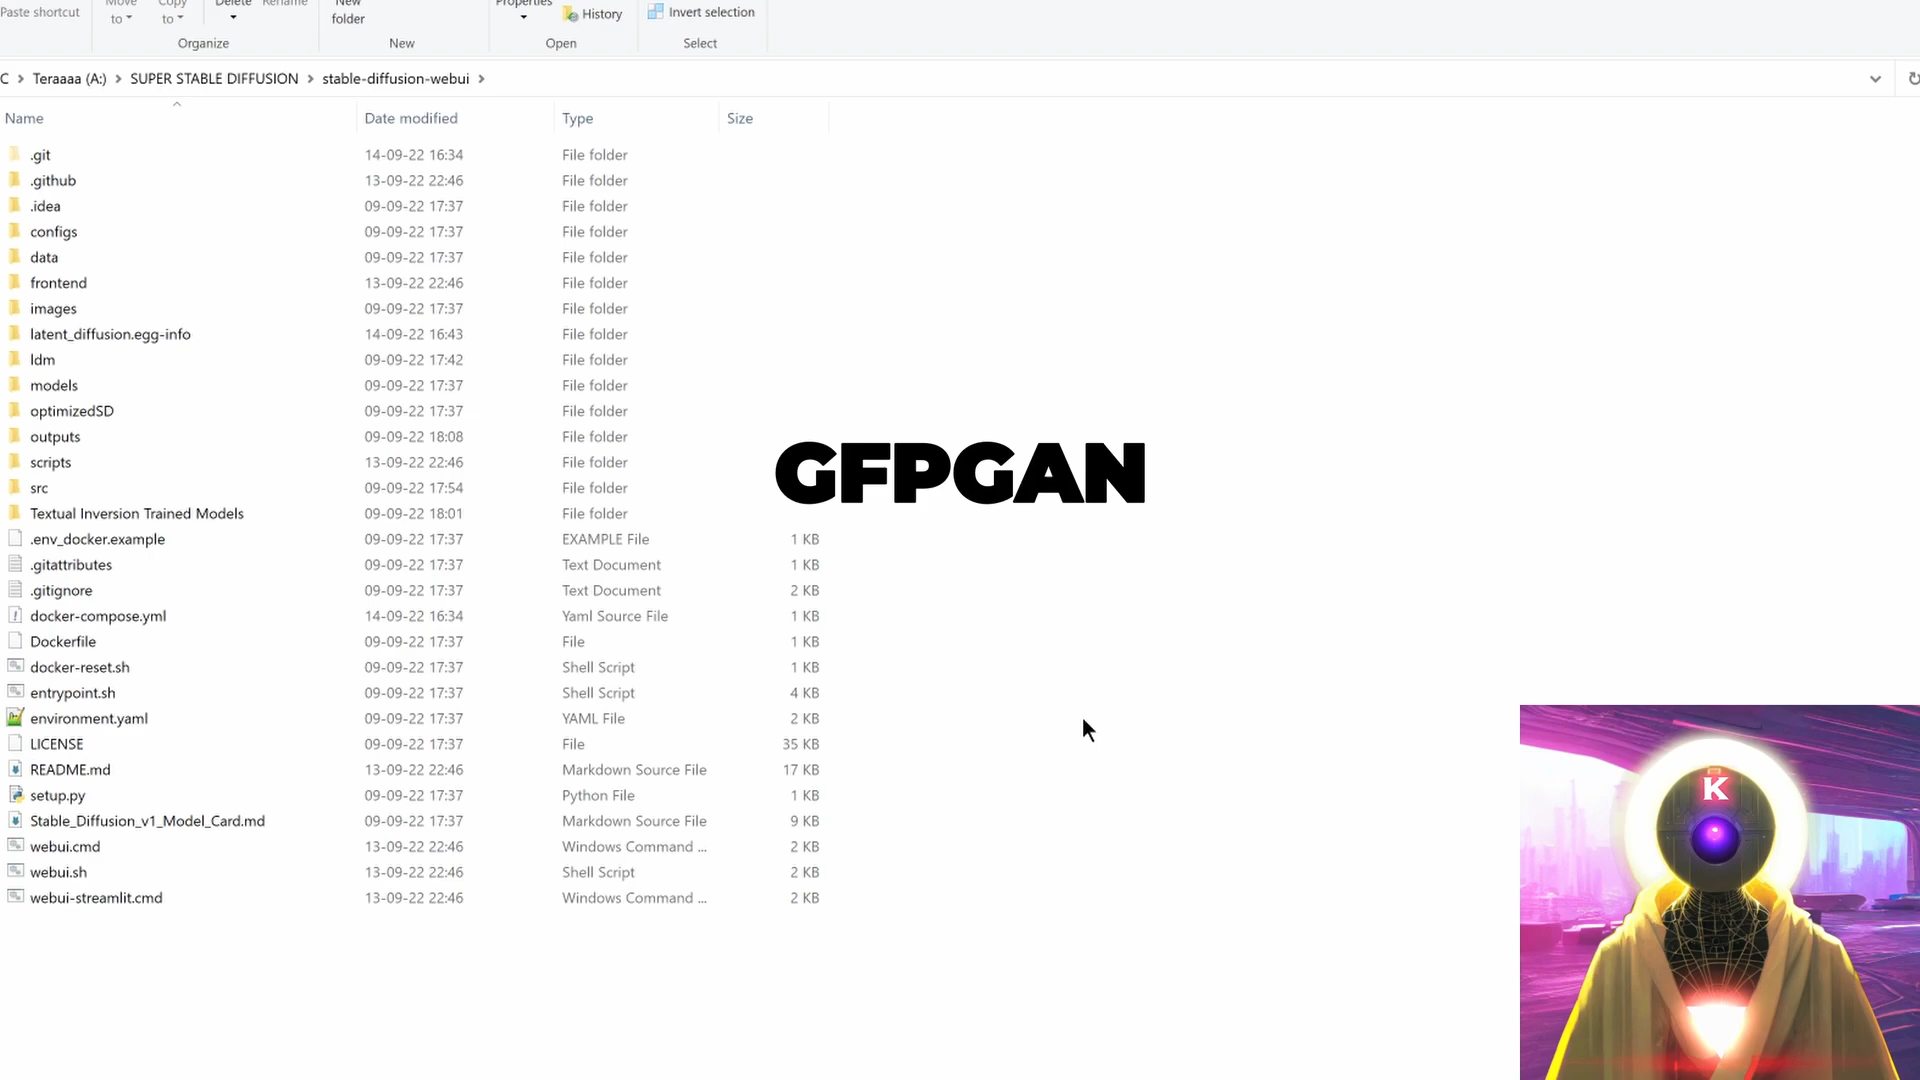 Paste shortcut
Move to
Copy to
Delete
Rename
New folder
Properties
History
Invert selection
Organize
New
Open
Select
C > Teraaaa (A:) > SUPER STABLE DIFFUSION > stable-diffusion-webui >
Name Date modified Type Size
.git 14-09-22 16:34 File folder
.github 13-09-22 22:46 File folder
.idea 09-09-22 17:37 File folder
configs 09-09-22 17:37 File folder
data 09-09-22 17:37 File folder
frontend 13-09-22 22:46 File folder
images 09-09-22 17:37 File folder
latent_diffusion.egg-info 14-09-22 16:43 File folder
ldm 09-09-22 17:42 File folder
models 09-09-22 17:37 File folder
optimizedSD 09-09-22 17:37 File folder
outputs 09-09-22 18:08 File folder
scripts 13-09-22 22:46 File folder
src 09-09-22 17:54 File folder
Textual Inversion Trained Models 09-09-22 18:01 File folder
.env_docker.example 09-09-22 17:37 EXAMPLE File 1 KB
.gitattributes 09-09-22 17:37 Text Document 1 KB
.gitignore 09-09-22 17:37 Text Document 2 KB
docker-compose.yml 14-09-22 16:34 Yaml Source File 1 KB
Dockerfile 09-09-22 17:37 File 1 KB
docker-reset.sh 09-09-22 17:37 Shell Script 1 KB
entrypoint.sh 09-09-22 17:37 Shell Script 4 KB
environment.yaml 09-09-22 17:37 YAML File 2 KB
LICENSE 09-09-22 17:37 File 35 KB
README.md 13-09-22 22:46 Markdown Source File 17 KB
setup.py 09-09-22 17:37 Python File 1 KB
Stable_Diffusion_v1_Model_Card.md 09-09-22 17:37 Markdown Source File 9 KB
webui.cmd 13-09-22 22:46 Windows Command ... 2 KB
webui.sh 13-09-22 22:46 Shell Script 2 KB
webui-streamlit.cmd 13-09-22 22:46 Windows Command ... 2 KB
GFPGAN
K